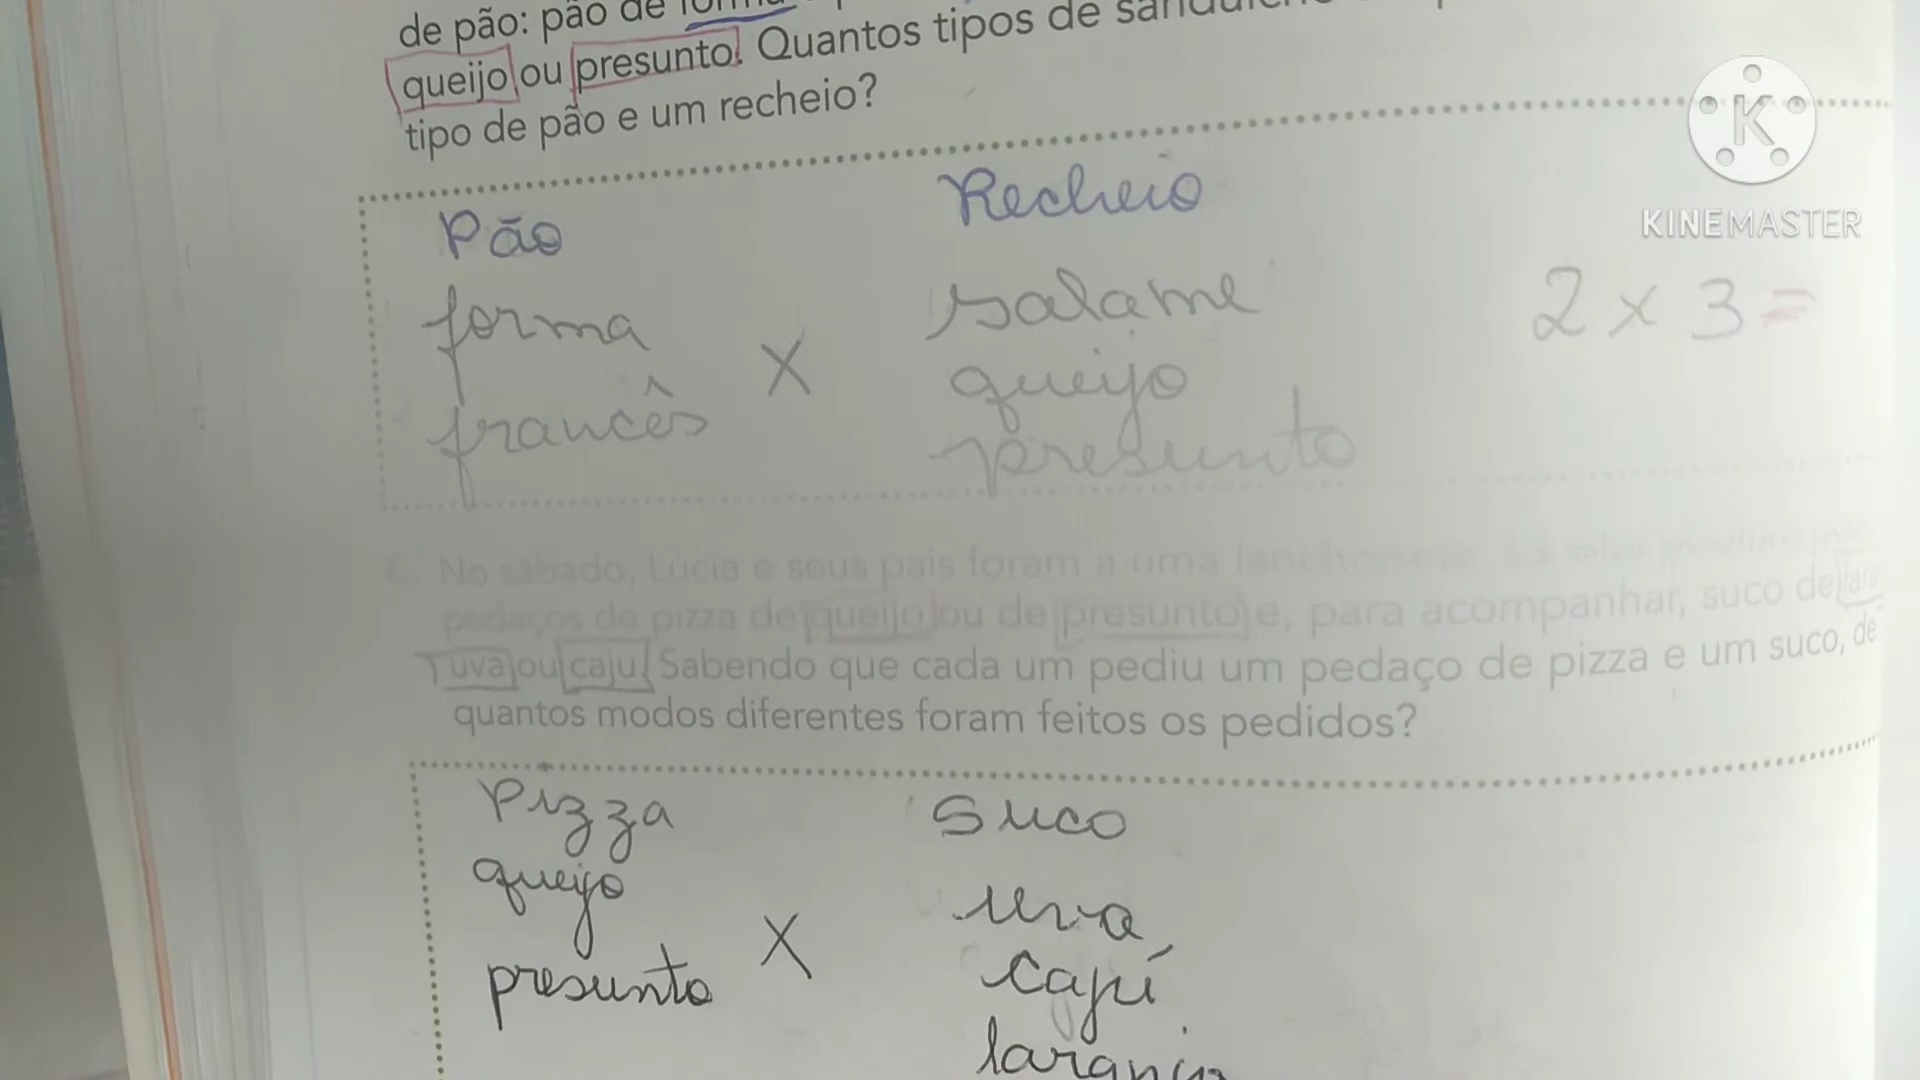 de pão: pão de forma
queijo ou presunto. Quantos tipos de
tipo de pão e um recheio?
Pão
Recheio
forma
salame
2 x 3 =
x
queijo
francês
presunto
No sábado, Lúcia e seus pais foram a uma
pedaços de pizza de queijo ou de presunto e, para acompanhar, suco de
uva ou caju. Sabendo que cada um pediu um pedaço de pizza e um suco, de
quantos modos diferentes foram feitos os pedidos?
Pizza
Suco
queijo
uva
x
presunto
cajú
laranja
KINEMASTER